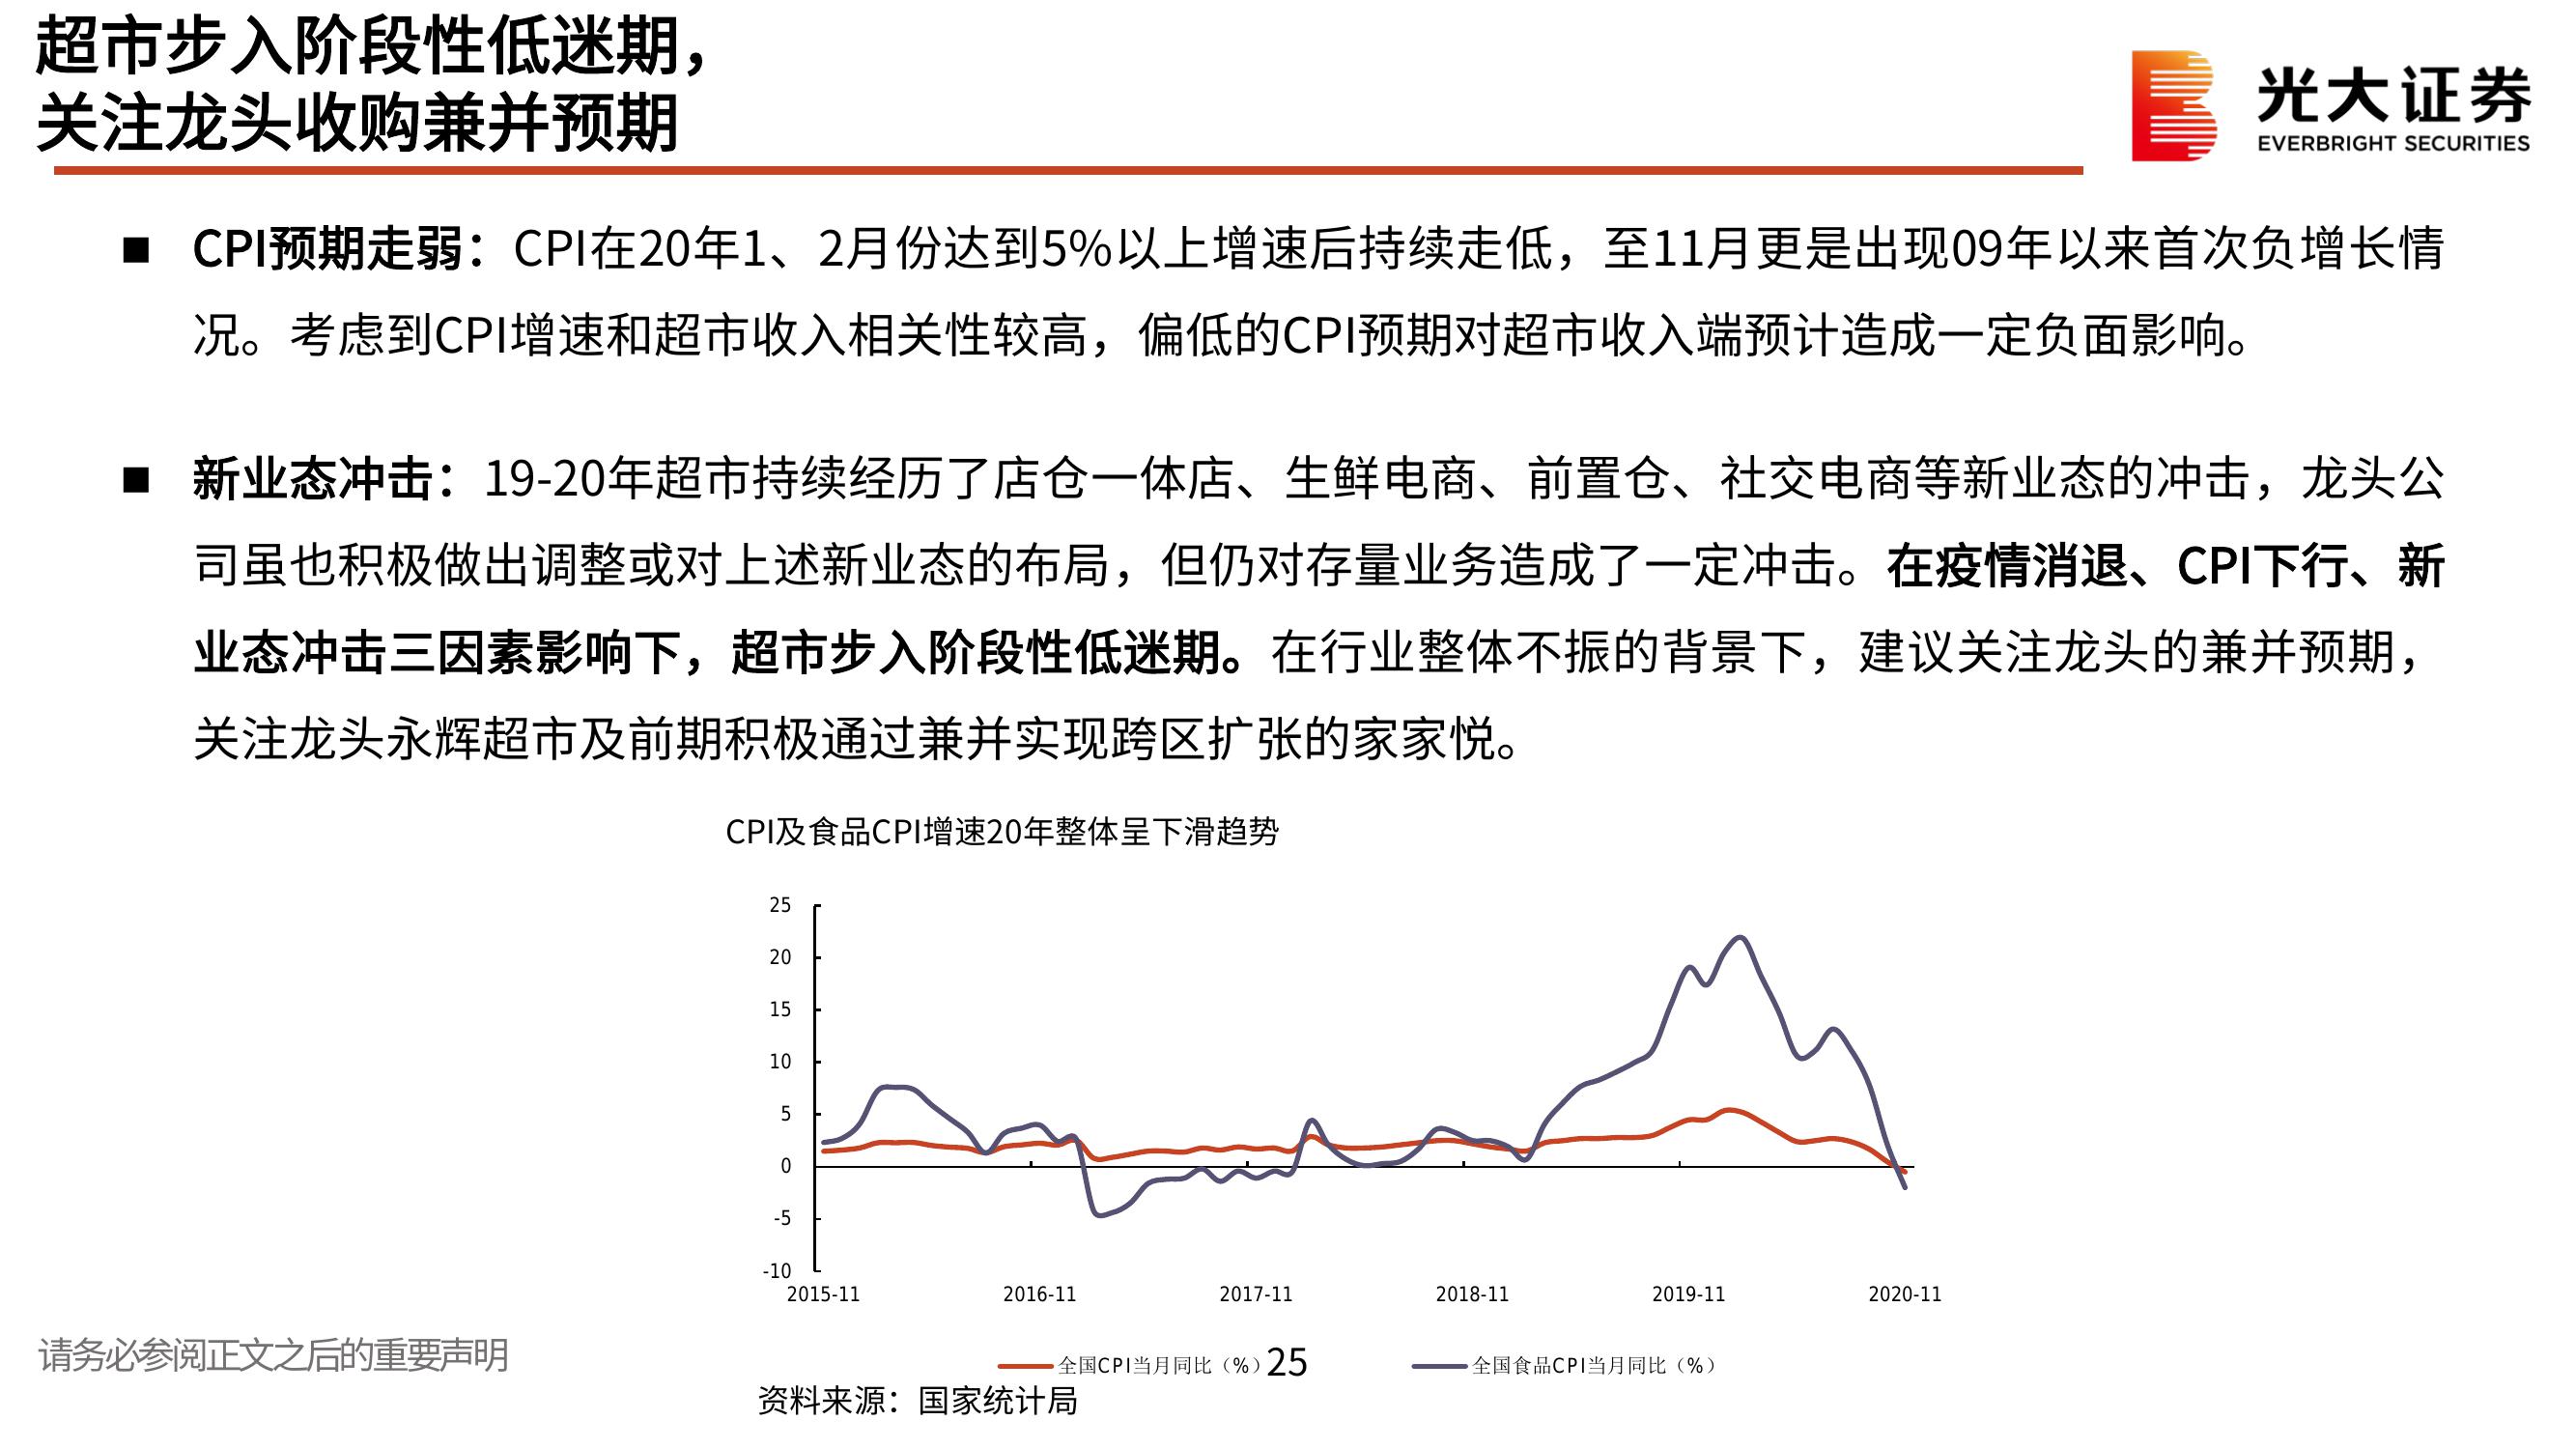 超市步入阶段性低迷期，
关注龙头收购兼并预期
光大证券
EVERBRIGHT SECURITIES
■ CPI预期走弱：CPI在20年1、2月份达到5%以上增速后持续走低，至11月更是出现09年以来首次负增长情
况。考虑到CPI增速和超市收入相关性较高，偏低的CPI预期对超市收入端预计造成一定负面影响。
■ 新业态冲击：19-20年超市持续经历了店仓一体店、生鲜电商、前置仓、社交电商等新业态的冲击，龙头公
司虽也积极做出调整或对上述新业态的布局，但仍对存量业务造成了一定冲击。在疫情消退、CPI下行、新
业态冲击三因素影响下，超市步入阶段性低迷期。在行业整体不振的背景下，建议关注龙头的兼并预期，
关注龙头永辉超市及前期积极通过兼并实现跨区扩张的家家悦。
CPI及食品CPI增速20年整体呈下滑趋势
25
20
15
10
5
0
-5
-10
2015-11 2016-11 2017-11 2018-11 2019-11 2020-11
全国CPI当月同比（%） 全国食品CPI当月同比（%）
请务必参阅正文之后的重要声明
25
资料来源：国家统计局